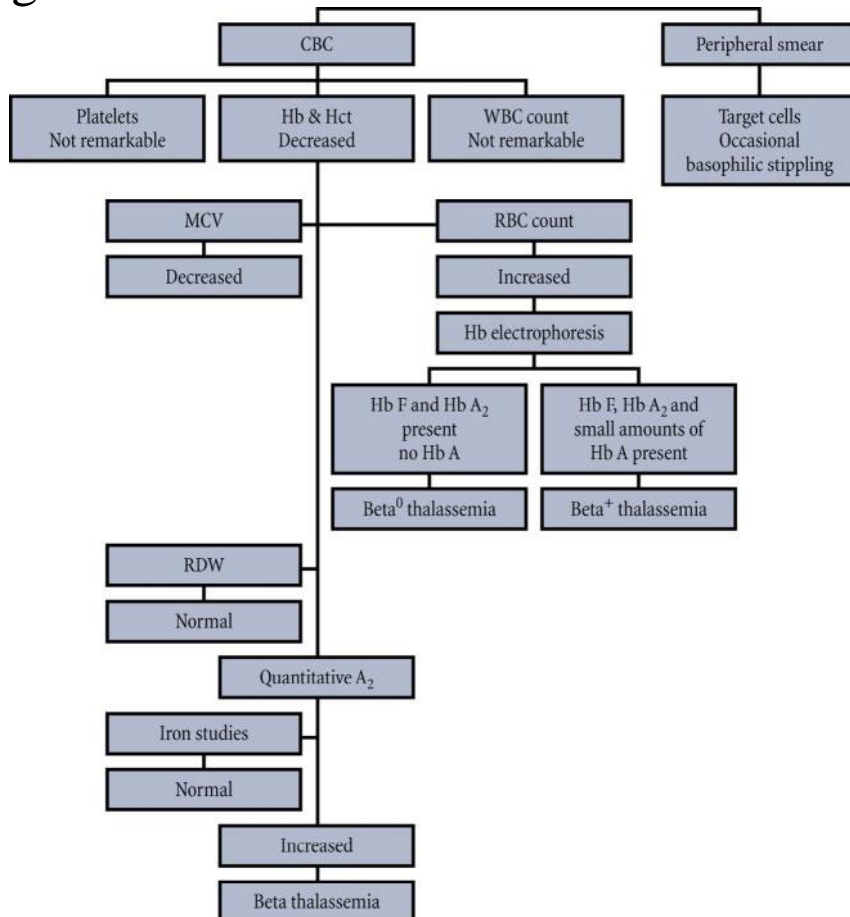 CBC
Peripheral smear
Platelets
Not remarkable
Hb & Hct
Decreased
WBC count
Not remarkable
Target cells
Occasional
basophilic stippling
MCV
RBC count
Decreased
Increased
Hb electrophoresis
Hb F and Hb A₂
present
no Hb A
Hb F, Hb A₂ and
small amounts of
Hb A present
Beta⁰ thalassemia
Beta⁺ thalassemia
RDW
Normal
Quantitative A₂
Iron studies
Normal
Increased
Beta thalassemia